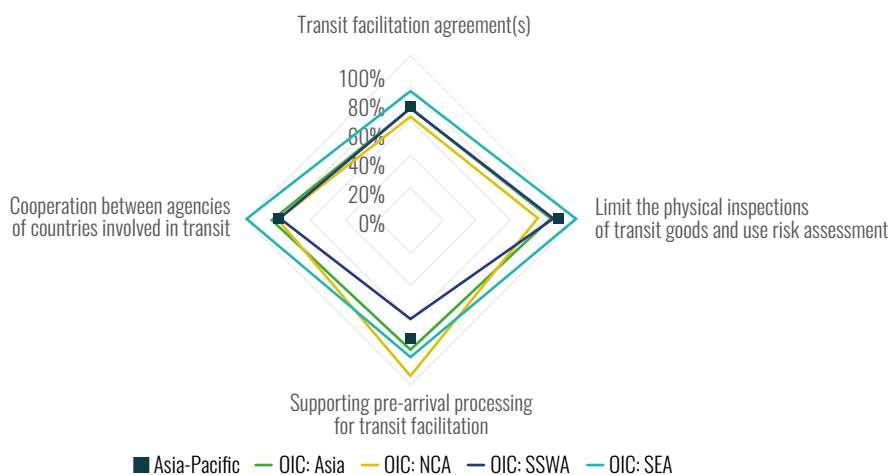 Transit facilitation agreement(s)
100%
80%
60%
40%
20%
0%
Cooperation between agencies
of countries involved in transit
Limit the physical inspections
of transit goods and use risk assessment
Supporting pre-arrival processing
for transit facilitation
Asia-Pacific OIC: Asia OIC: NCA OIC: SSWA OIC: SEA